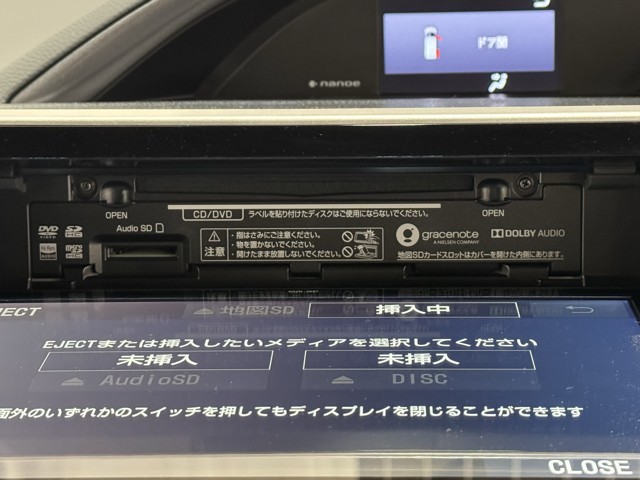 ドア開
nanoe
OPEN
CD/DVD ラベルを貼り付けたディスクはご使用にならないでください。
OPEN
DVD
Audio SD
注意
・指はさみにご注意ください。
・物を置かないでください。
・開けたまま放置しないでください。
gracenote
A NIELSEN COMPANY
DOLBY AUDIO
地図SDカードスロットはカバーを開けた内側にあります。
JECT
地図SD
挿入中
EJECTまたは挿入したいメディアを選択してください
未挿入
未挿入
AudioSD
DISC
面外のいずれかのスイッチを押してもディスプレイを閉じることができます
CLOSE